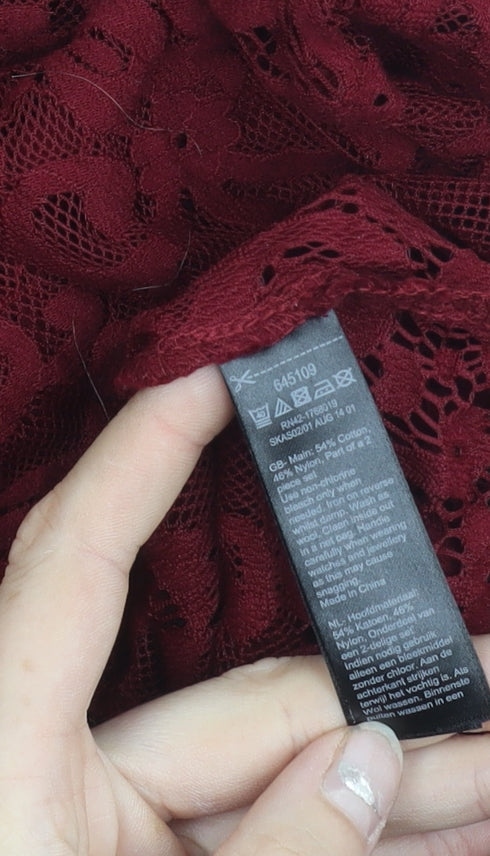 645109
RN42-1768019
SKAS02/01 AUG 14 01
GB- Main: 54% Cotton,
46% Nylon, Part of a 2
piece set
Use non-chlorine
bleach only when
needed. Iron on reverse
whilst damp. Wash as
wool, inside out
in a net bag. Handle
carefully when wearing
watches and jewellery
as this may cause
snagging.
Made in China
NL- Hoofdmateriaal:
54% Katoen, 46%
Nylon, Onderdeel van
een 2-delige set
Indien nodig gebruik
alleen een bleekmiddel
zonder chloor. Aan de
achterkant strijken
terwijl het vochtig is. Als
wol wassen. Binnenste
buiten wassen in een